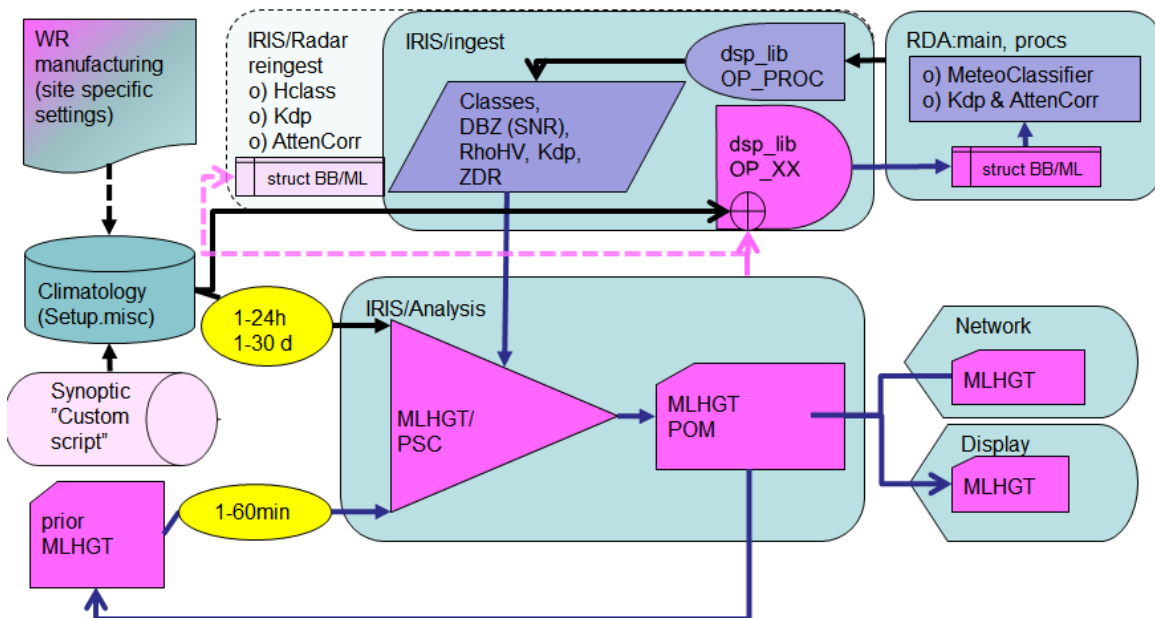 WR
manufacturing
(site specific
settings)
IRIS/Radar
reingest
o) Hclass
o) Kdp
o) AttenCorr
struct BB/ML
IRIS/ingest
Classes,
DBZ (SNR),
RhoHV, Kdp,
ZDR
dsp_lib
OP_PROC
dsp_lib
OP_XX
RDA:main, procs
o) MeteoClassifier
o) Kdp & AttenCorr
struct BB/ML
Climatology
(Setup.misc)
1-24h
1-30 d
IRIS/Analysis
MLHGT/
PSC
MLHGT
POM
Network
MLHGT
Display
MLHGT
Synoptic
"Custom
script"
prior
MLHGT
1-60min